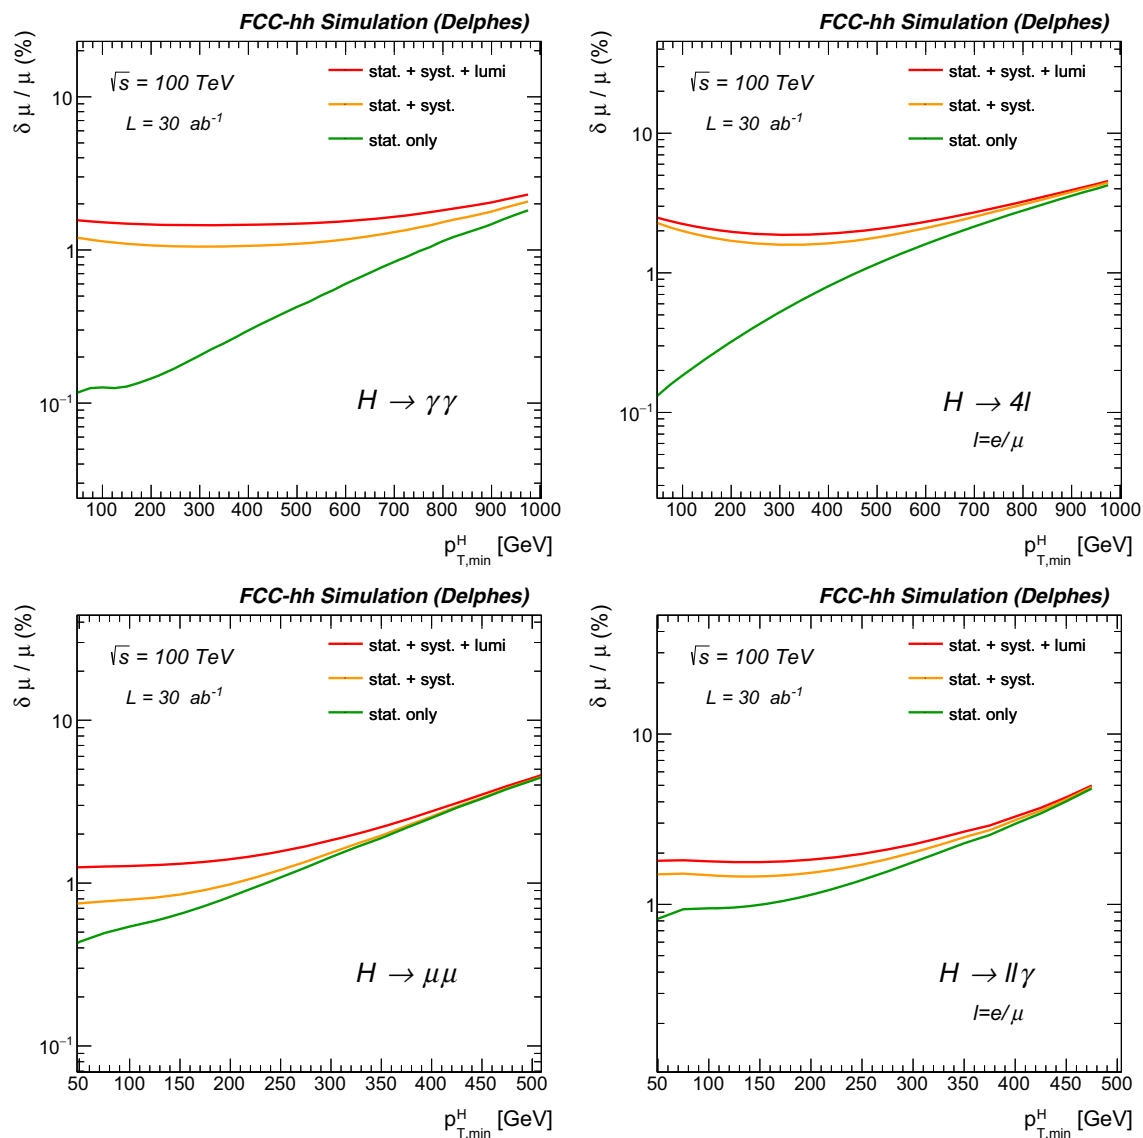 FCC-hh Simulation (Delphes)
δ μ / μ (%)
√s = 100 TeV
L = 30 ab⁻¹
stat. + syst. + lumi
stat. + syst.
stat. only
10
1
10⁻¹
H → γγ
100 200 300 400 500 600 700 800 900 1000
p^H_T,min [GeV]
FCC-hh Simulation (Delphes)
δ μ / μ (%)
√s = 100 TeV
L = 30 ab⁻¹
stat. + syst. + lumi
stat. + syst.
stat. only
10
1
10⁻¹
H → 4l
l=e/μ
100 200 300 400 500 600 700 800 900 1000
p^H_T,min [GeV]
FCC-hh Simulation (Delphes)
δ μ / μ (%)
√s = 100 TeV
L = 30 ab⁻¹
stat. + syst. + lumi
stat. + syst.
stat. only
10
1
10⁻¹
H → μμ
50 100 150 200 250 300 350 400 450 500
p^H_T,min [GeV]
FCC-hh Simulation (Delphes)
δ μ / μ (%)
√s = 100 TeV
L = 30 ab⁻¹
stat. + syst. + lumi
stat. + syst.
stat. only
10
1
H → llγ
l=e/μ
50 100 150 200 250 300 350 400 450 500
p^H_T,min [GeV]